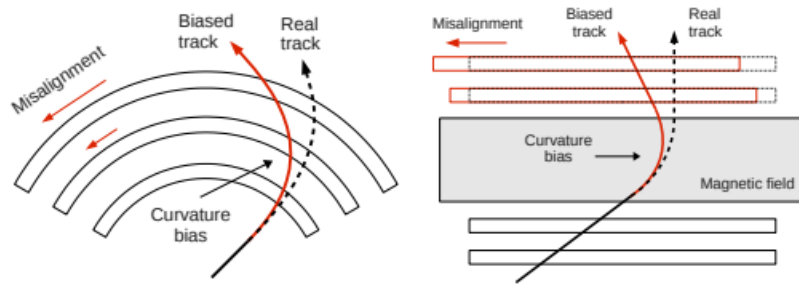 Biased
track
Real
track
Misalignment
Curvature
bias
Misalignment
Biased
track
Real
track
Curvature
bias
Magnetic field